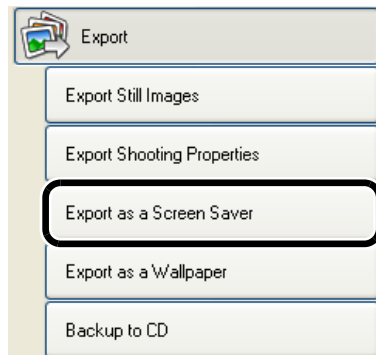 Export
Export Still Images
Export Shooting Properties
Export as a Screen Saver
Export as a Wallpaper
Backup to CD